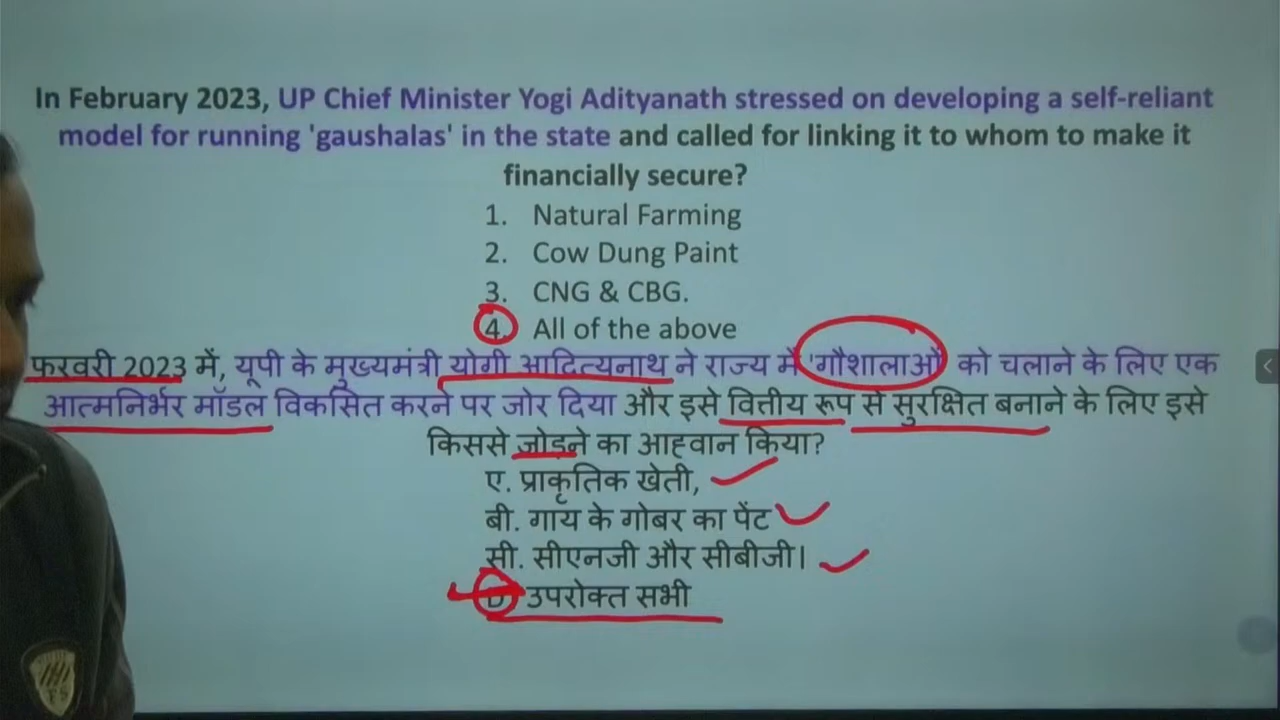 In February 2023, UP Chief Minister Yogi Adityanath stressed on developing a self-reliant
model for running 'gaushalas' in the state and called for linking it to whom to make it
financially secure?
1. Natural Farming
2. Cow Dung Paint
3. CNG & CBG.
4. All of the above
फरवरी 2023 में, यूपी के मुख्यमंत्री योगी आदित्यनाथ ने राज्य में 'गौशालाओं को चलाने के लिए एक
आत्मनिर्भर मॉडल विकसित करने पर जोर दिया और इसे वित्तीय रूप से सुरक्षित बनाने के लिए इसे
किससे जोड़ने का आह्वान किया?
ए. प्राकृतिक खेती,
बी. गाय के गोबर का पेंट
सी. सीएनजी और सीबीजी।
उपरोक्त सभी